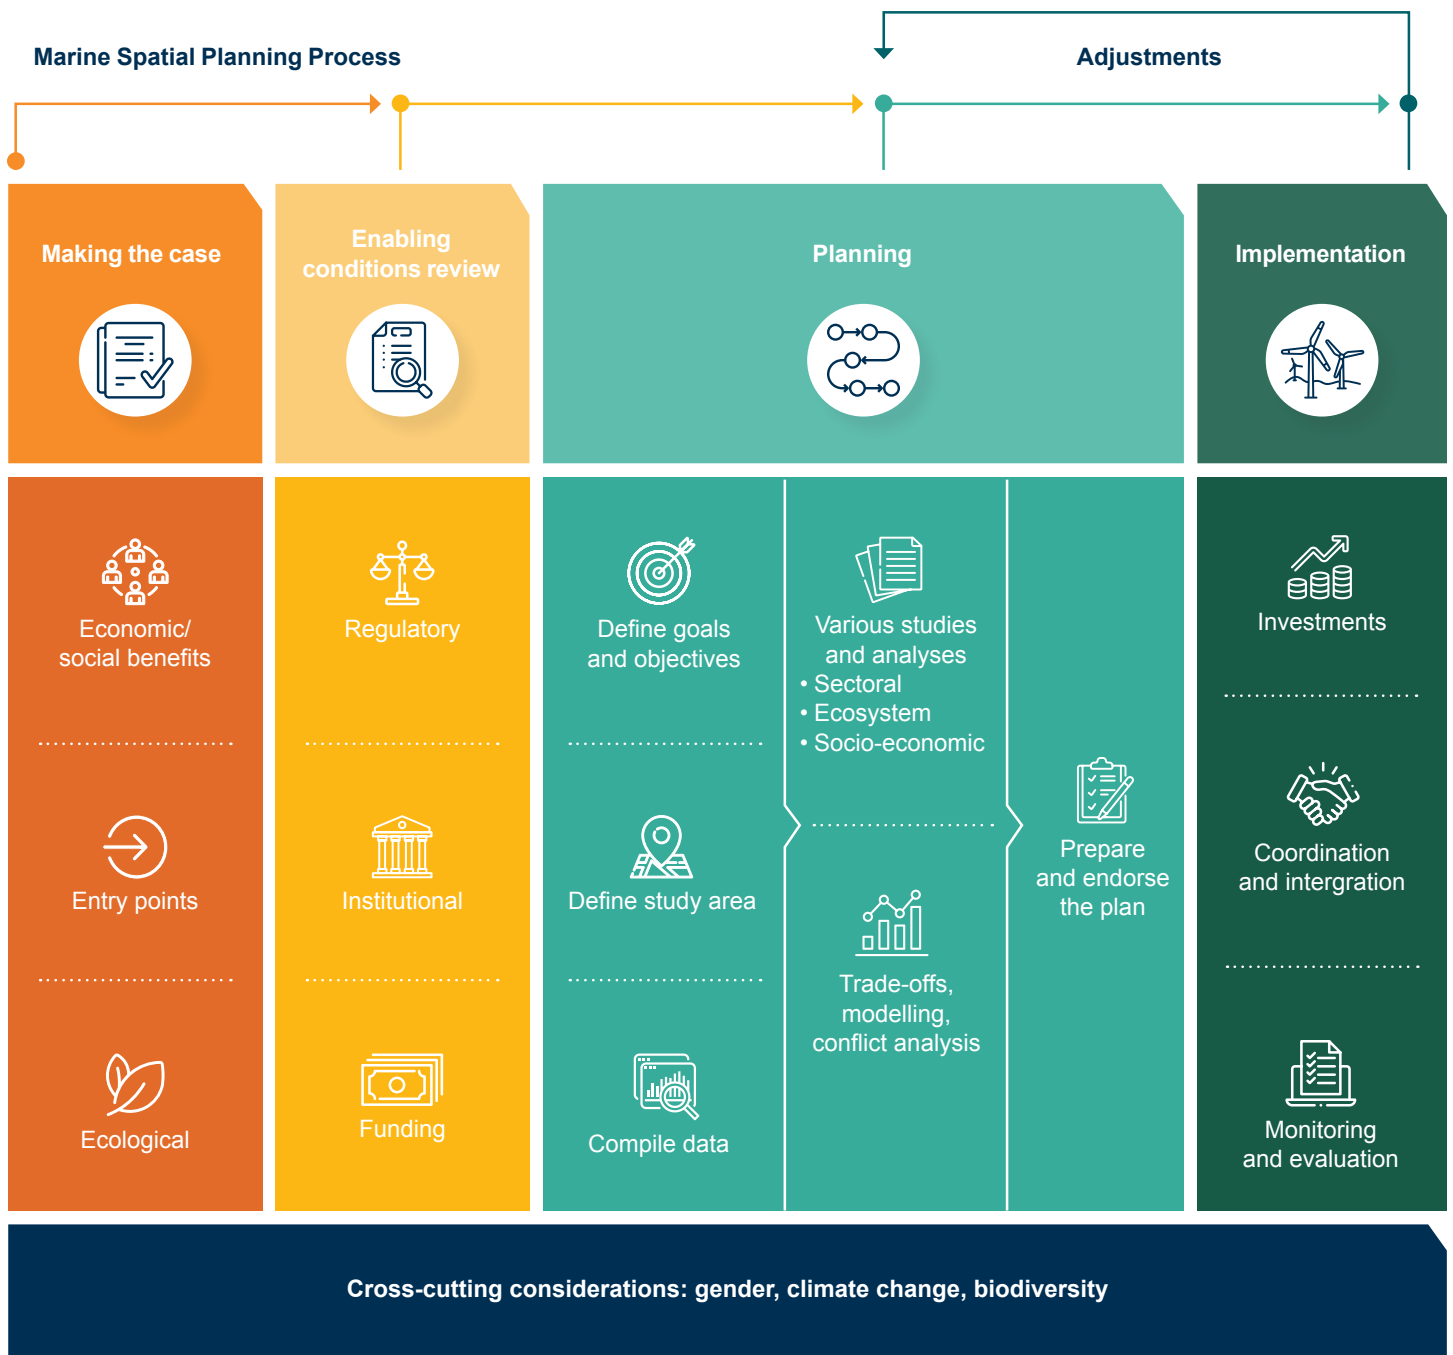 Marine Spatial Planning Process
Adjustments
Making the case
Enabling
conditions review
Planning
Implementation
Economic/
social benefits
Entry points
Ecological
Regulatory
Institutional
Funding
Define goals
and objectives
Define study area
Compile data
Various studies
and analyses
• Sectoral
• Ecosystem
• Socio-economic
Trade-offs,
modelling,
conflict analysis
Prepare
and endorse
the plan
Investments
Coordination
and intergration
Monitoring
and evaluation
Cross-cutting considerations: gender, climate change, biodiversity